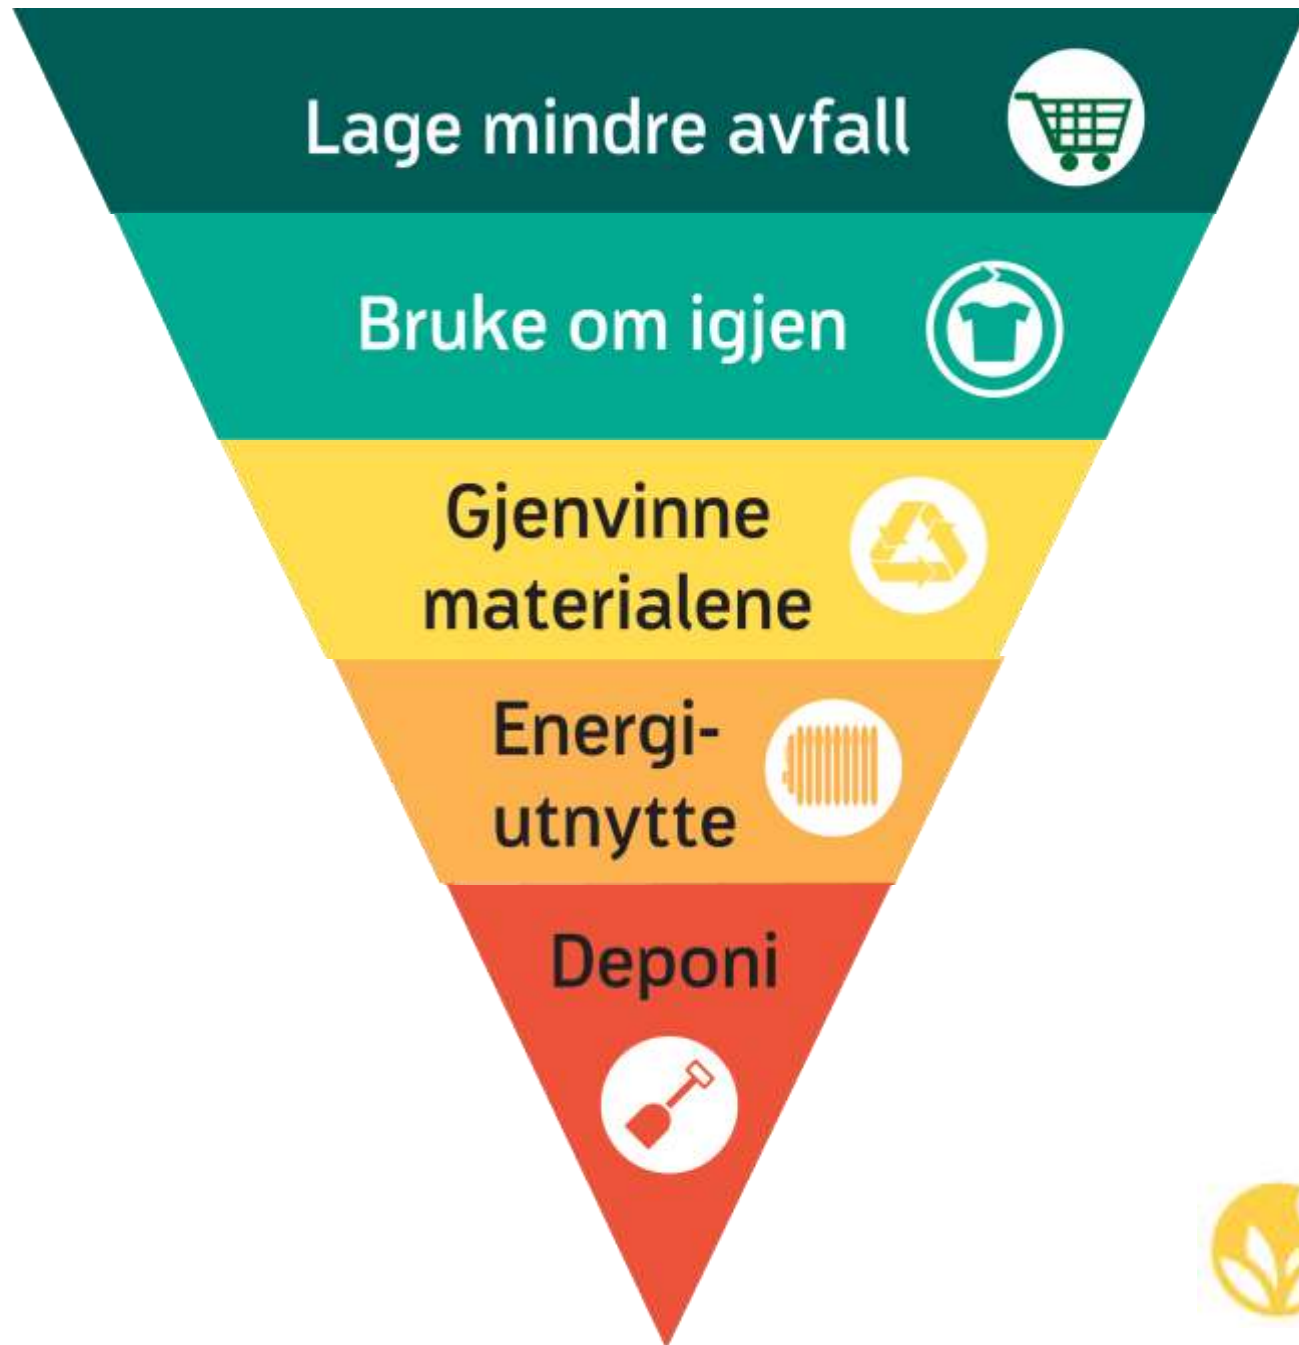 Lage mindre avfall
Bruke om igjen
Gjenvinne
materialene
Energi-
utnytte
Deponi